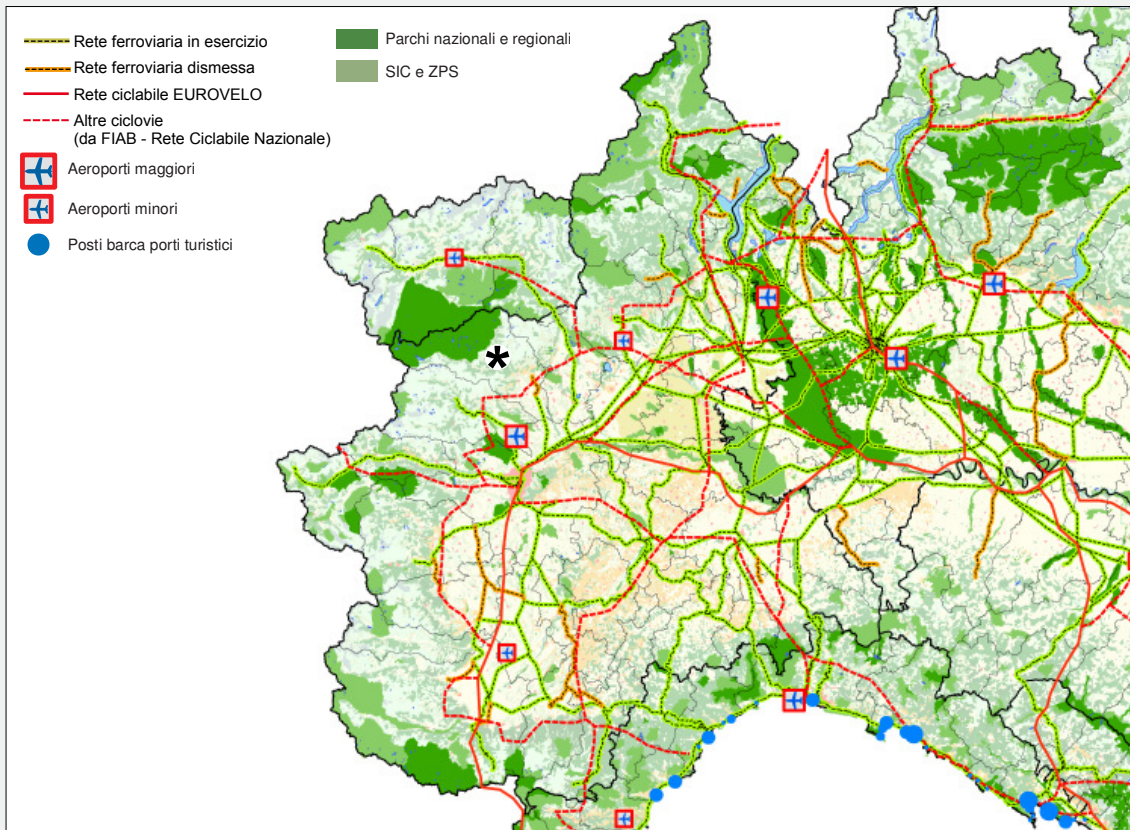 Rete ferroviaria in esercizio
Rete ferroviaria dismessa
Rete ciclabile EUROVELO
Altre ciclovie
(da FIAB - Rete Ciclabile Nazionale)
Aeroporti maggiori
Aeroporti minori
Posti barca porti turistici
Parchi nazionali e regionali
SIC e ZPS
*